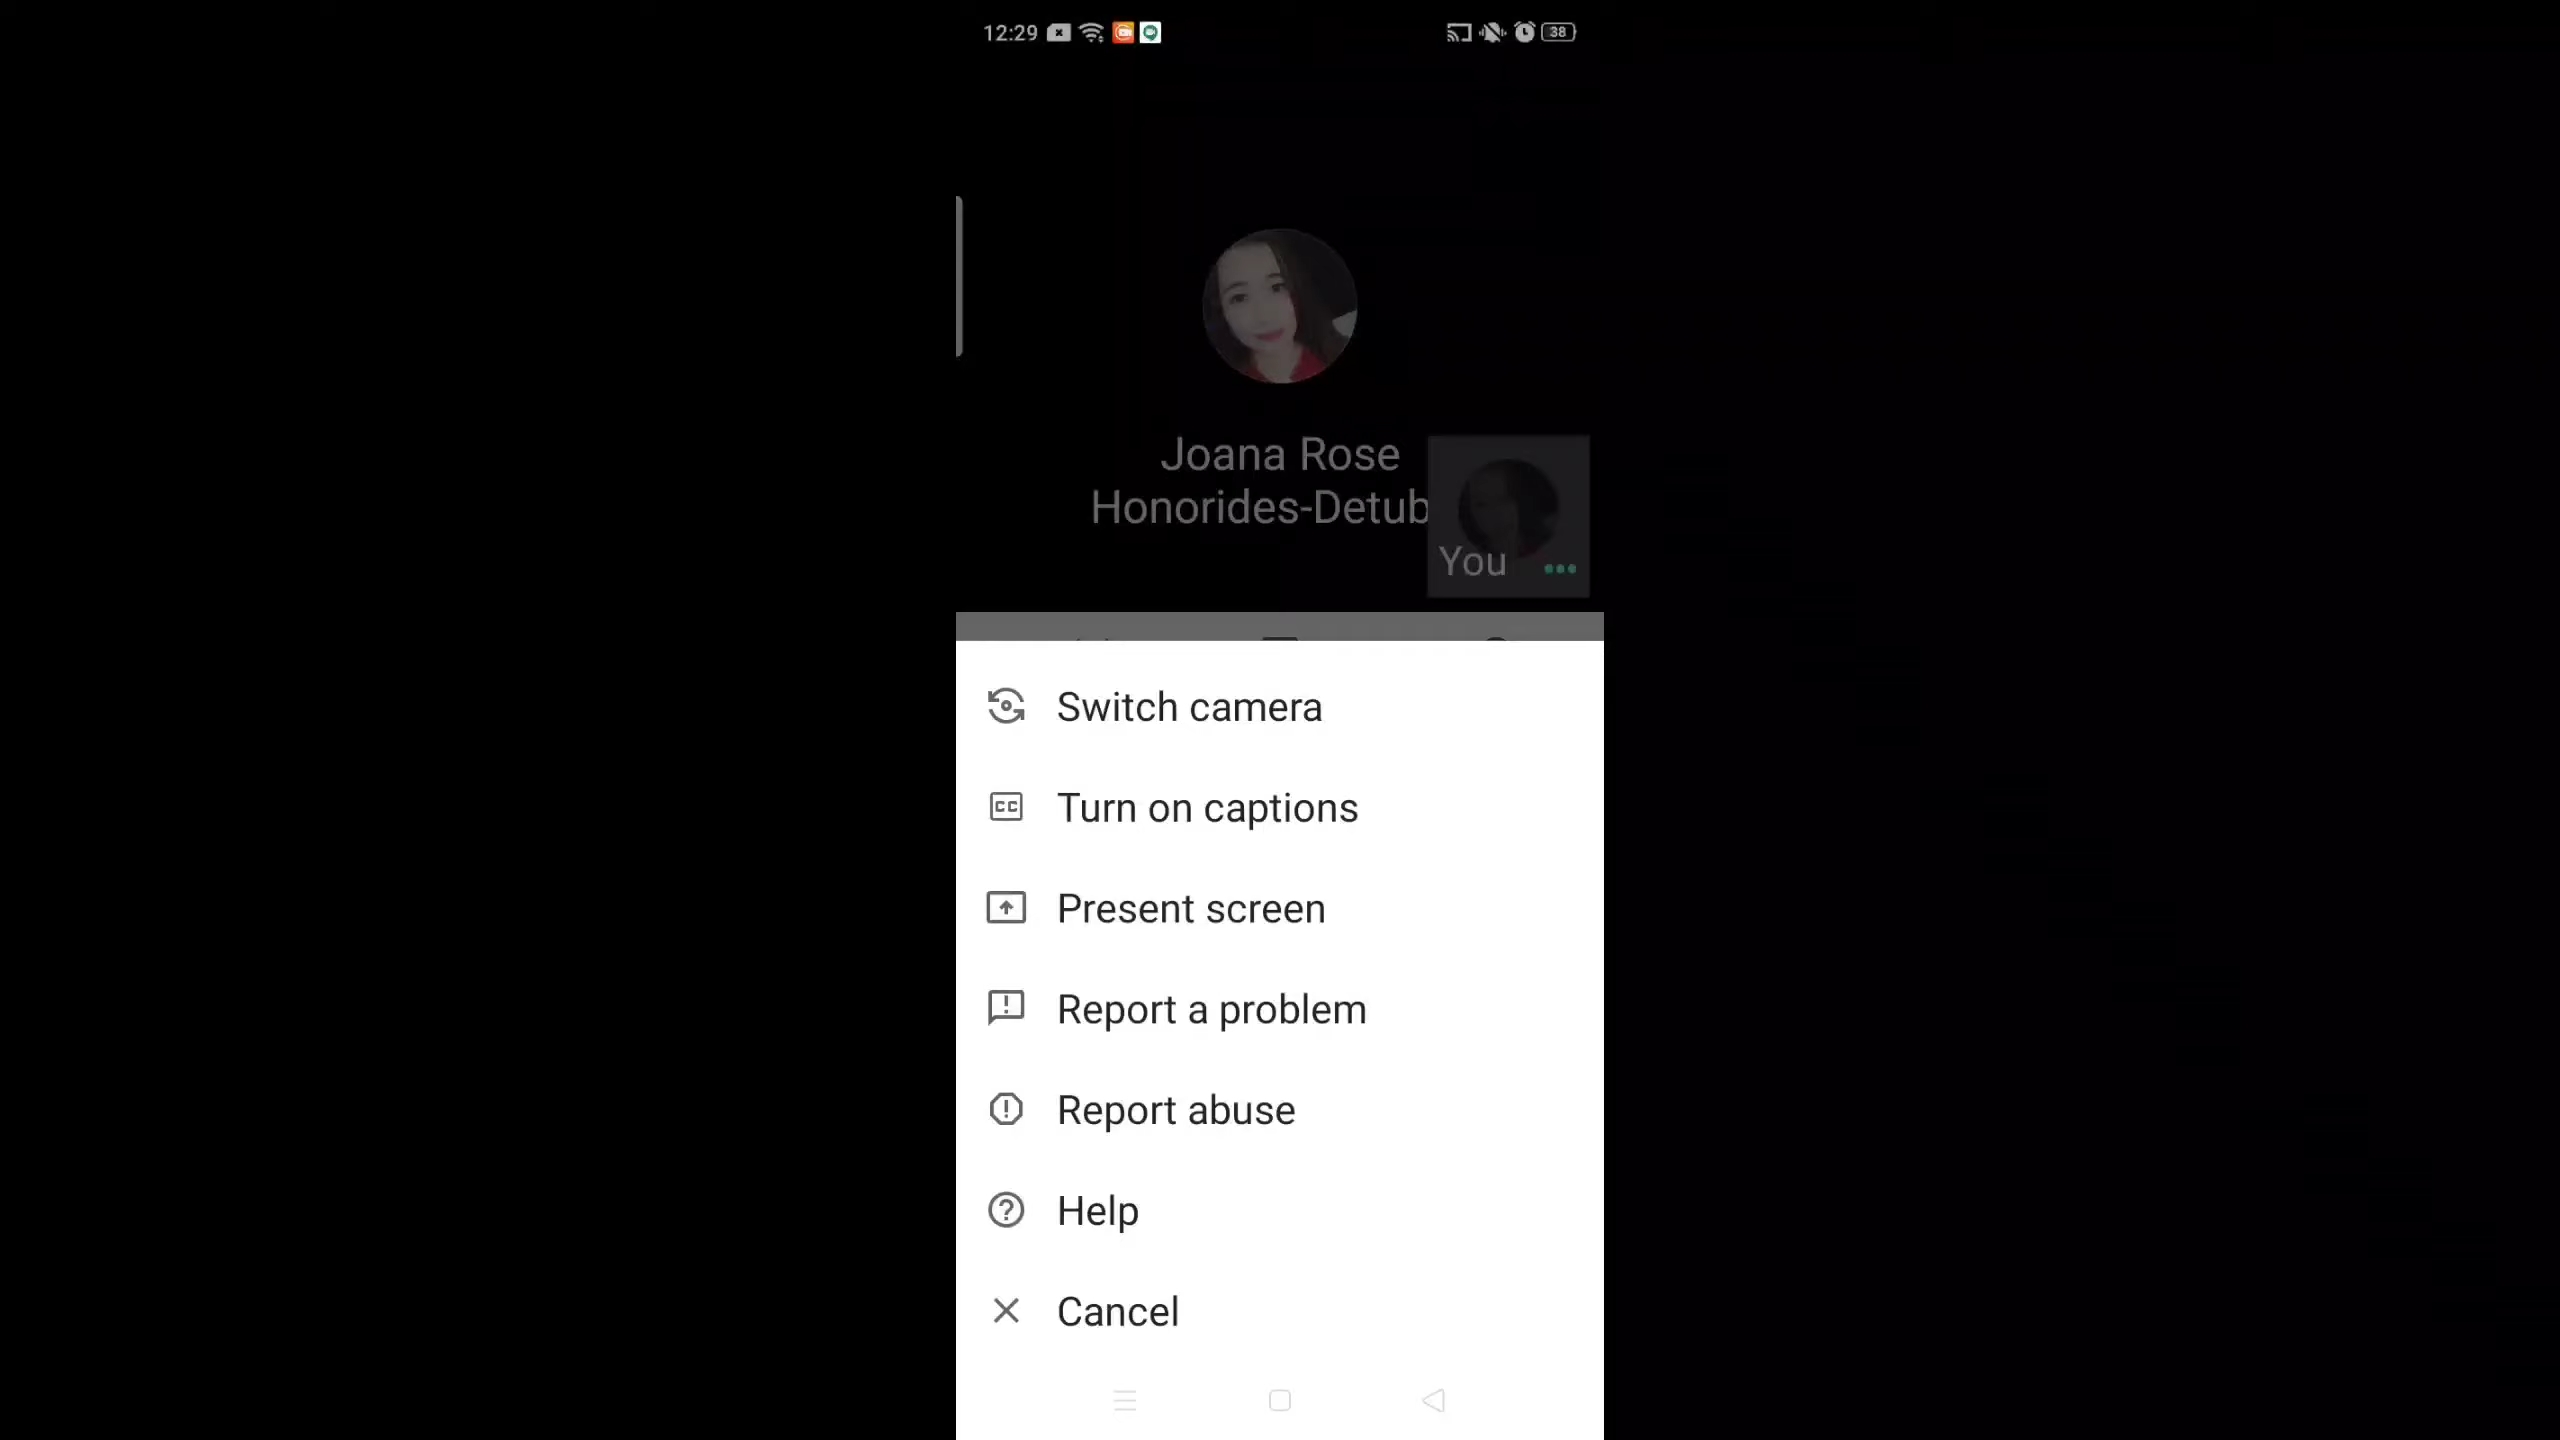 12:29
38
Joana Rose
Honorides-Detub
You
Switch camera
CC Turn on captions
Present screen
Report a problem
Report abuse
Help
Cancel